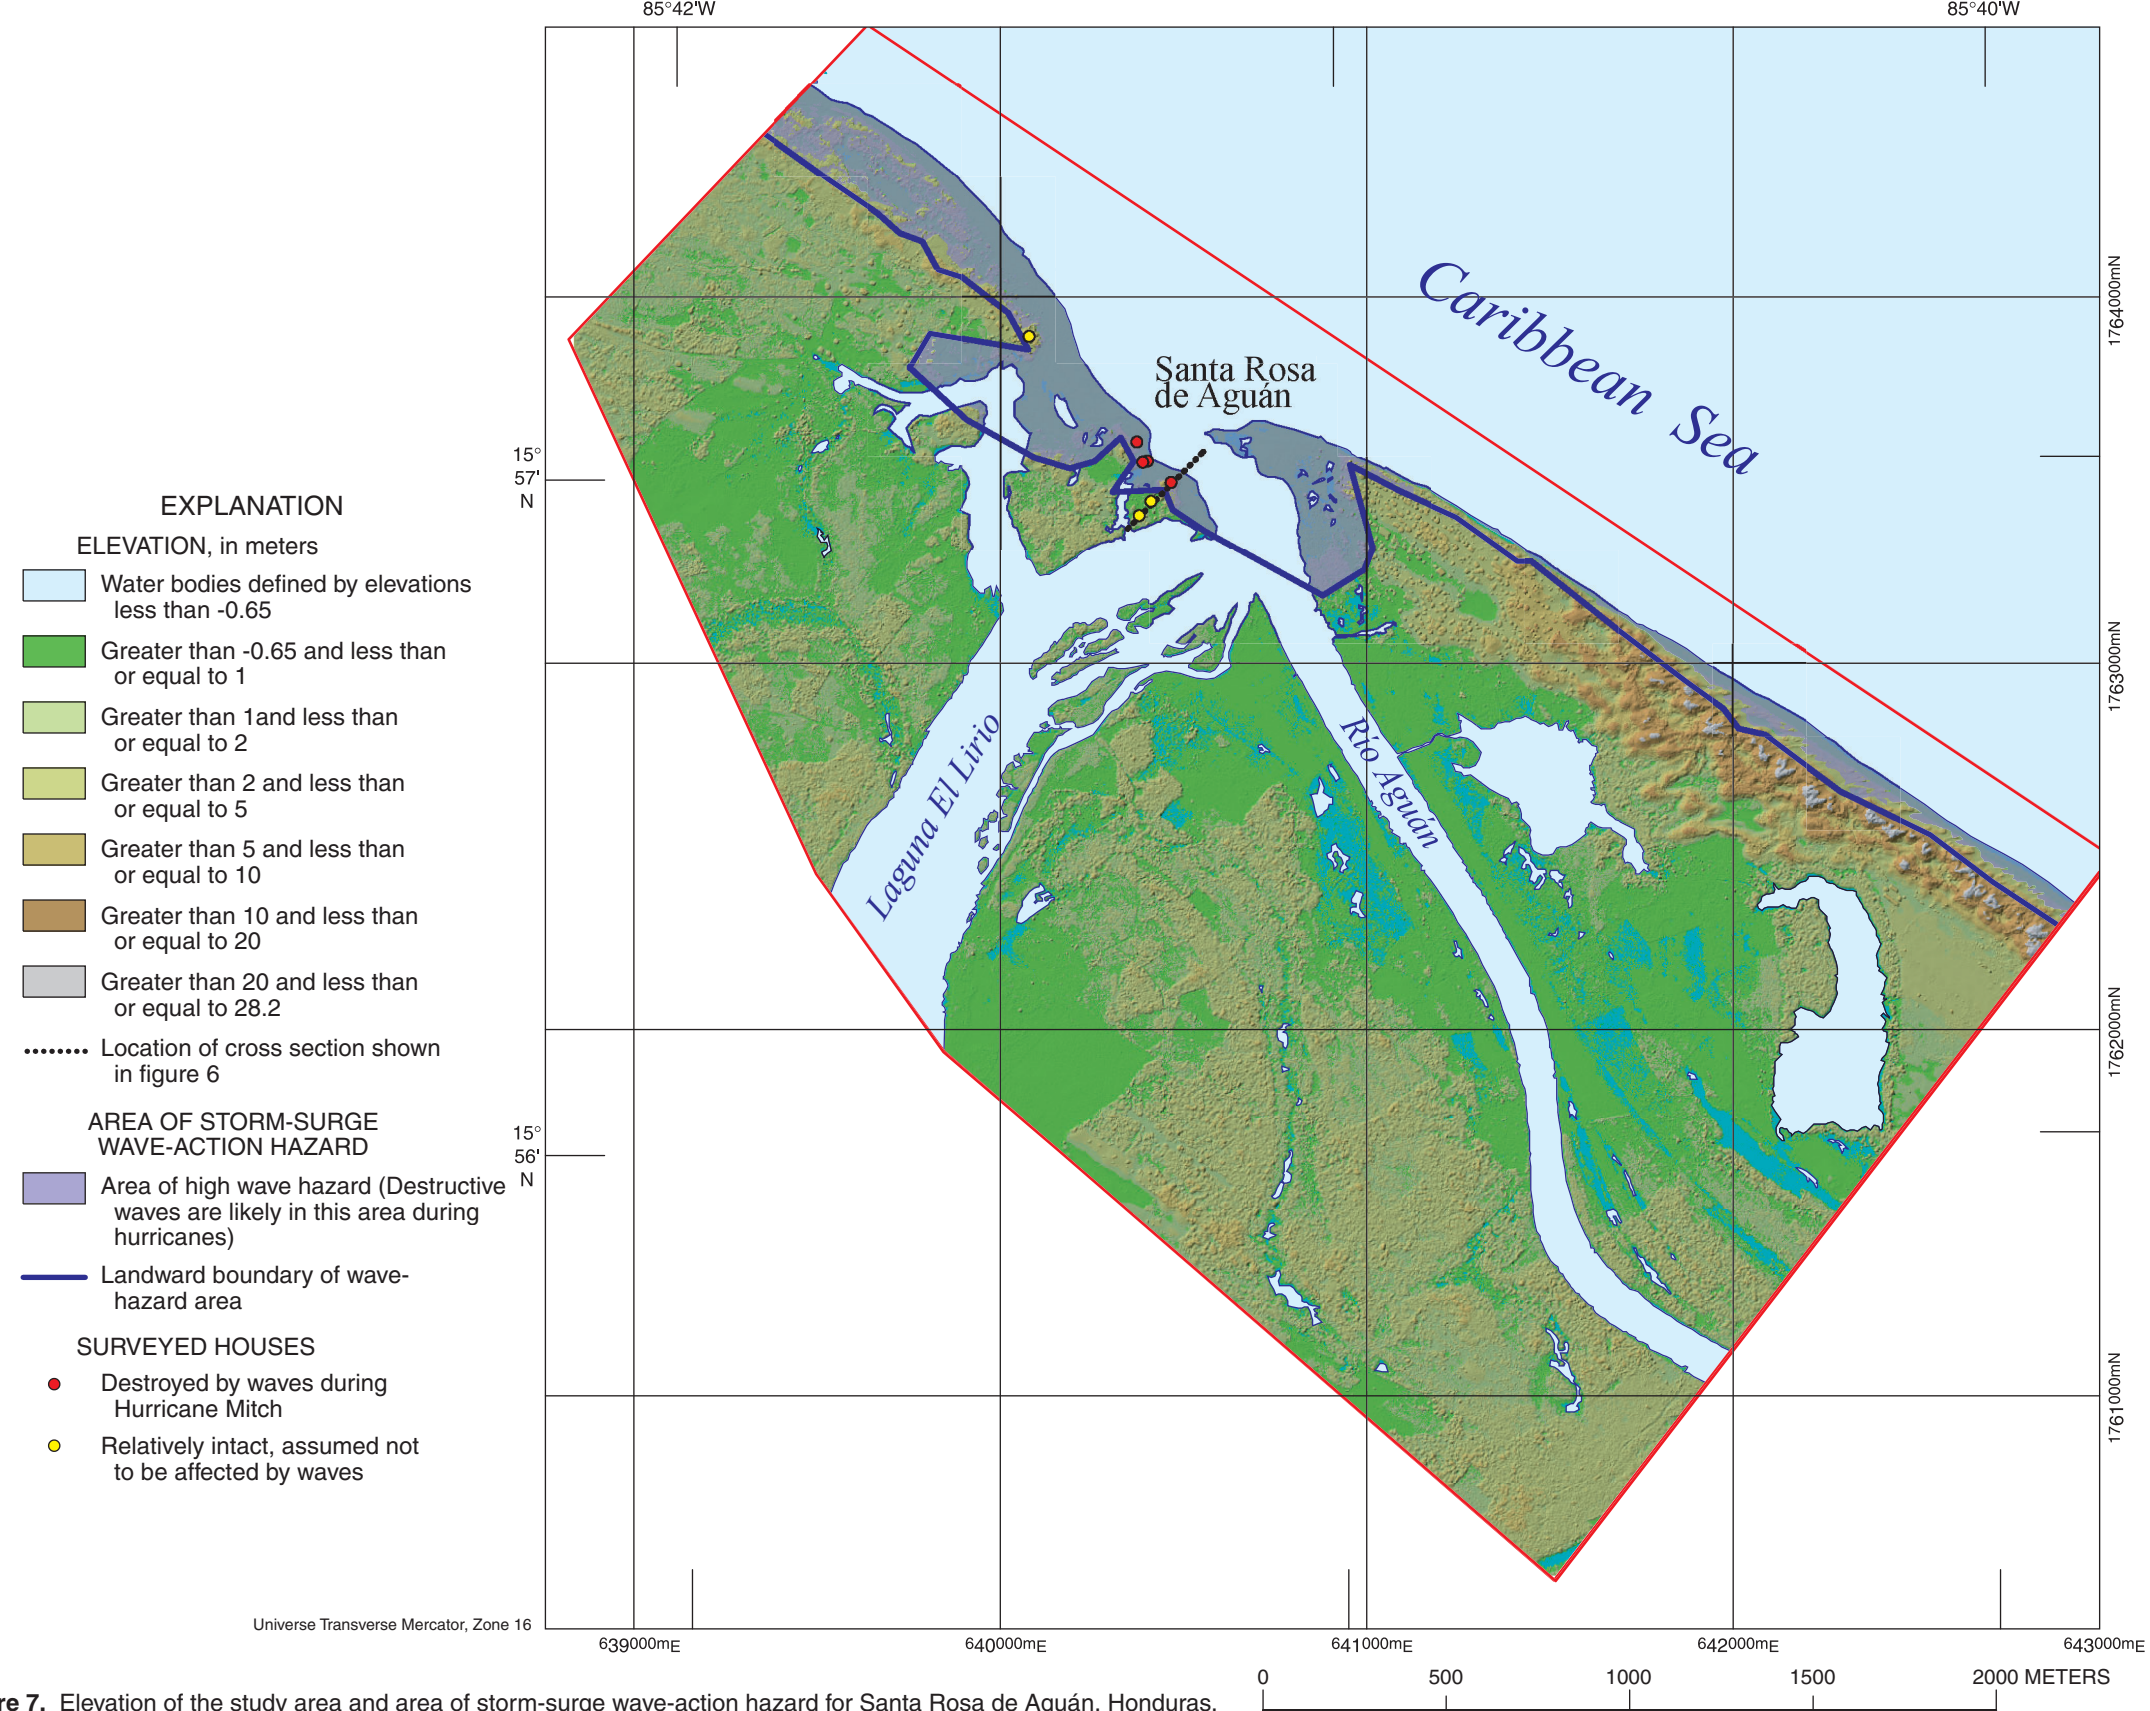 85°42'W
85°40'W
Caribbean Sea
Santa Rosa
de Aguán
Laguna El Lirio
Río Aguán
1764000mN
1763000mN
1762000mN
1761000mN
15°
57'
N
15°
56'
N
EXPLANATION
ELEVATION, in meters
Water bodies defined by elevations
less than -0.65
Greater than -0.65 and less than
or equal to 1
Greater than 1and less than
or equal to 2
Greater than 2 and less than
or equal to 5
Greater than 5 and less than
or equal to 10
Greater than 10 and less than
or equal to 20
Greater than 20 and less than
or equal to 28.2
Location of cross section shown
in figure 6
AREA OF STORM-SURGE
WAVE-ACTION HAZARD
Area of high wave hazard (Destructive
waves are likely in this area during
hurricanes)
Landward boundary of wave-
hazard area
SURVEYED HOUSES
Destroyed by waves during
Hurricane Mitch
Relatively intact, assumed not
to be affected by waves
Universe Transverse Mercator, Zone 16
639000mE
640000mE
641000mE
642000mE
643000mE
0 500 1000 1500 2000 METERS
re 7. Elevation of the study area and area of storm-surge wave-action hazard for Santa Rosa de Aguán, Honduras.